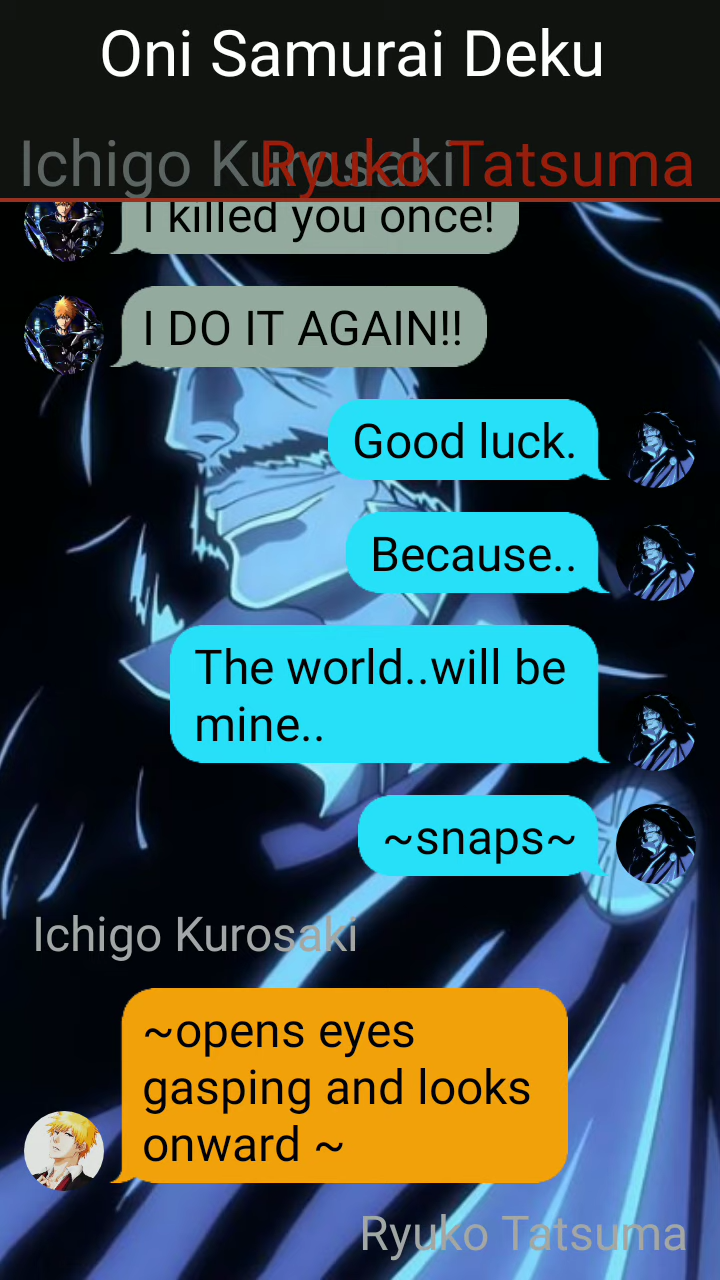 Oni Samurai Deku
Ichigo Kurosaki
Ryuko Tatsuma
I killed you once!
I DO IT AGAIN!!
Good luck.
Because..
The world..will be
mine..
~snaps~
Ichigo Kurosaki
~opens eyes
gasping and looks
onward ~
Ryuko Tatsuma